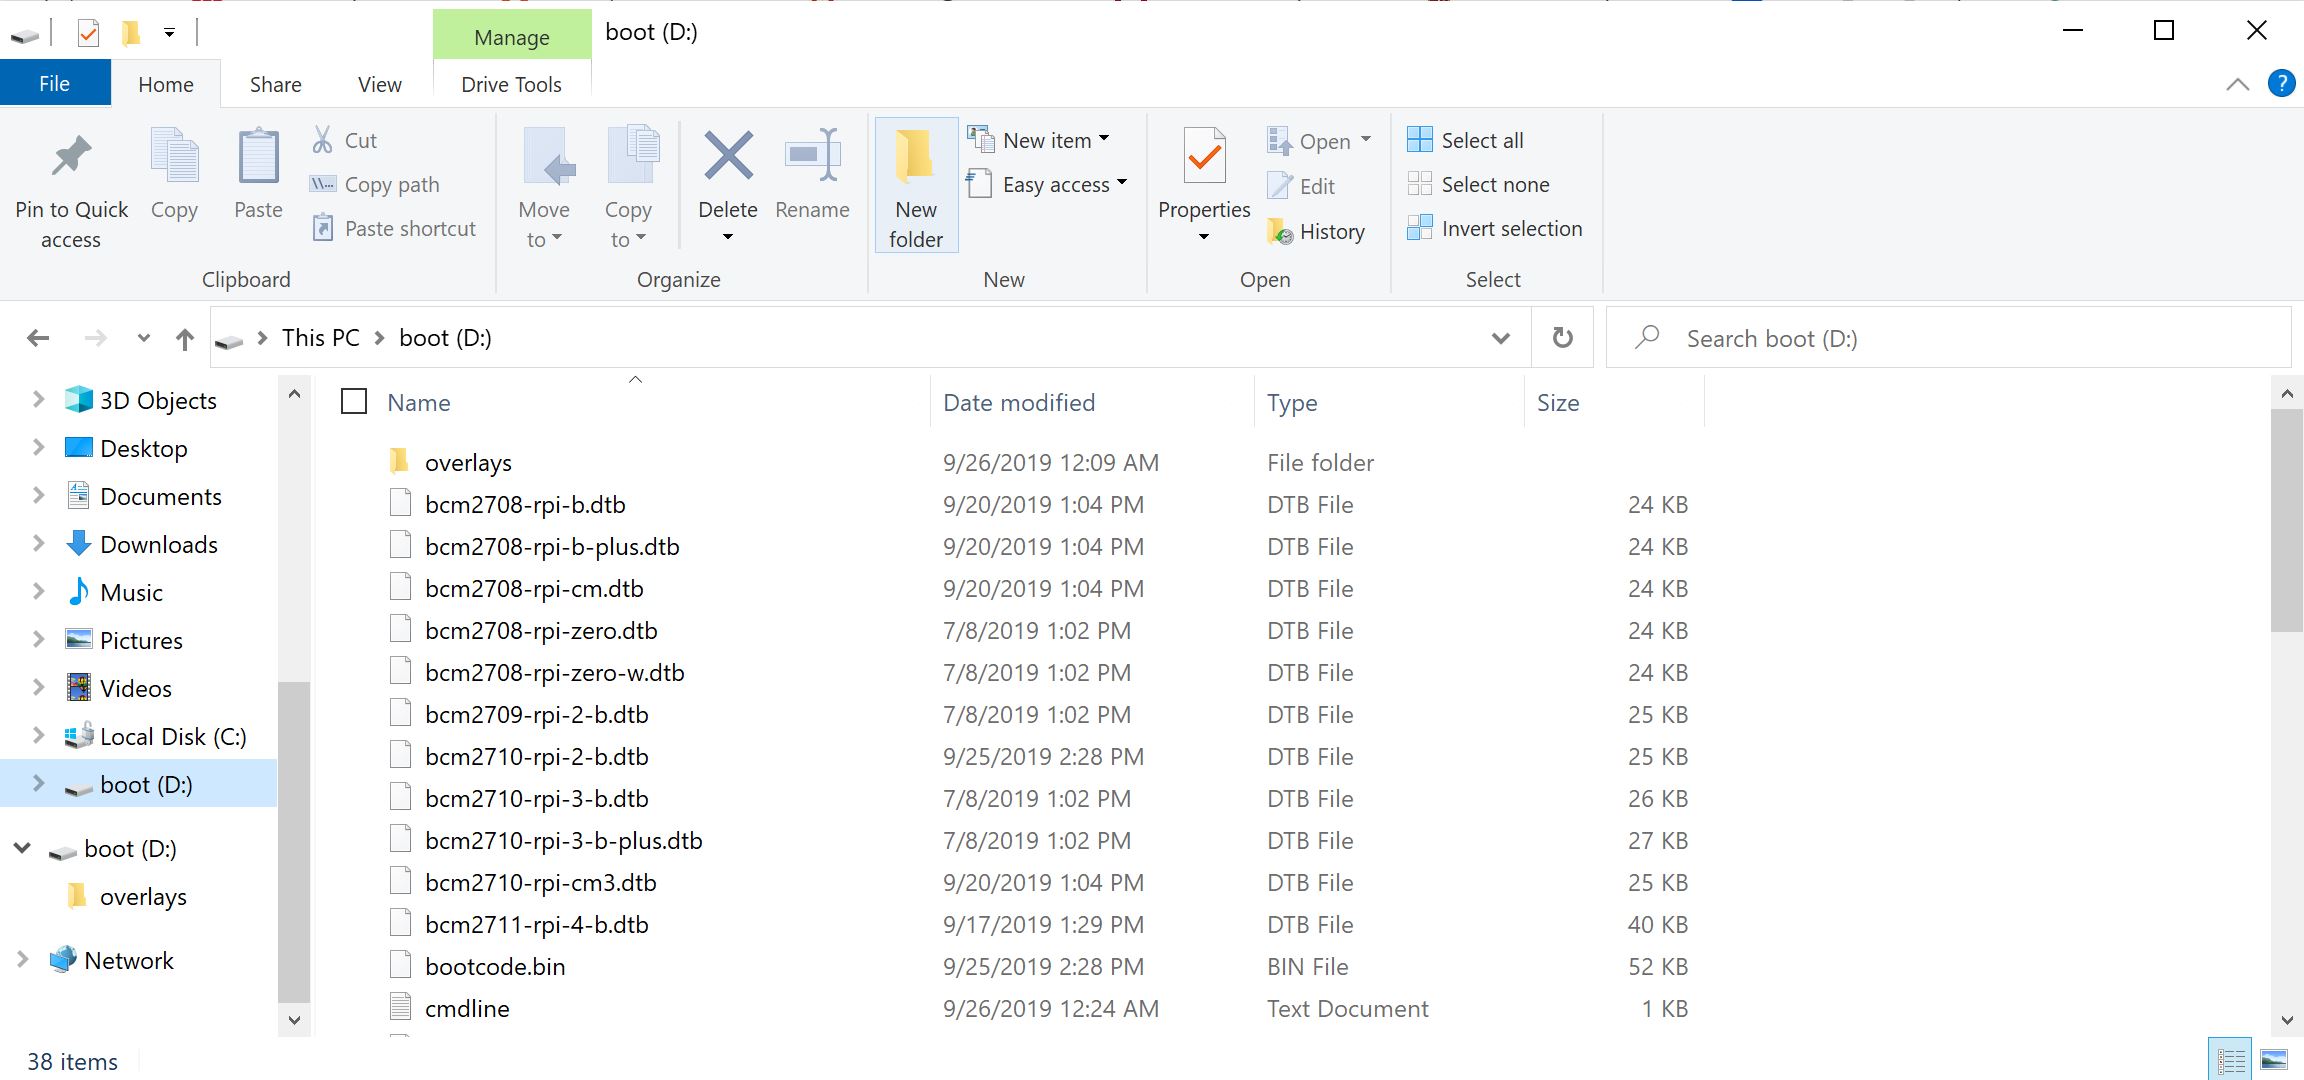 Manage boot (D:)
File Home Share View Drive Tools ?
Pin to Quick access Copy Paste Cut Copy path Paste shortcut
Clipboard
Move to Copy to Delete Rename
Organize
New folder New item Easy access
New
Properties Open Edit History
Open
Select all Select none Invert selection
Select
This PC boot (D:) Search boot (D:)
3D Objects
Desktop
Documents
Downloads
Music
Pictures
Videos
Local Disk (C:)
boot (D:)
boot (D:)
overlays
Network
Name Date modified Type Size
overlays 9/26/2019 12:09 AM File folder
bcm2708-rpi-b.dtb 9/20/2019 1:04 PM DTB File 24 KB
bcm2708-rpi-b-plus.dtb 9/20/2019 1:04 PM DTB File 24 KB
bcm2708-rpi-cm.dtb 9/20/2019 1:04 PM DTB File 24 KB
bcm2708-rpi-zero.dtb 7/8/2019 1:02 PM DTB File 24 KB
bcm2708-rpi-zero-w.dtb 7/8/2019 1:02 PM DTB File 24 KB
bcm2709-rpi-2-b.dtb 7/8/2019 1:02 PM DTB File 25 KB
bcm2710-rpi-2-b.dtb 9/25/2019 2:28 PM DTB File 25 KB
bcm2710-rpi-3-b.dtb 7/8/2019 1:02 PM DTB File 26 KB
bcm2710-rpi-3-b-plus.dtb 7/8/2019 1:02 PM DTB File 27 KB
bcm2710-rpi-cm3.dtb 9/20/2019 1:04 PM DTB File 25 KB
bcm2711-rpi-4-b.dtb 9/17/2019 1:29 PM DTB File 40 KB
bootcode.bin 9/25/2019 2:28 PM BIN File 52 KB
cmdline 9/26/2019 12:24 AM Text Document 1 KB
38 items